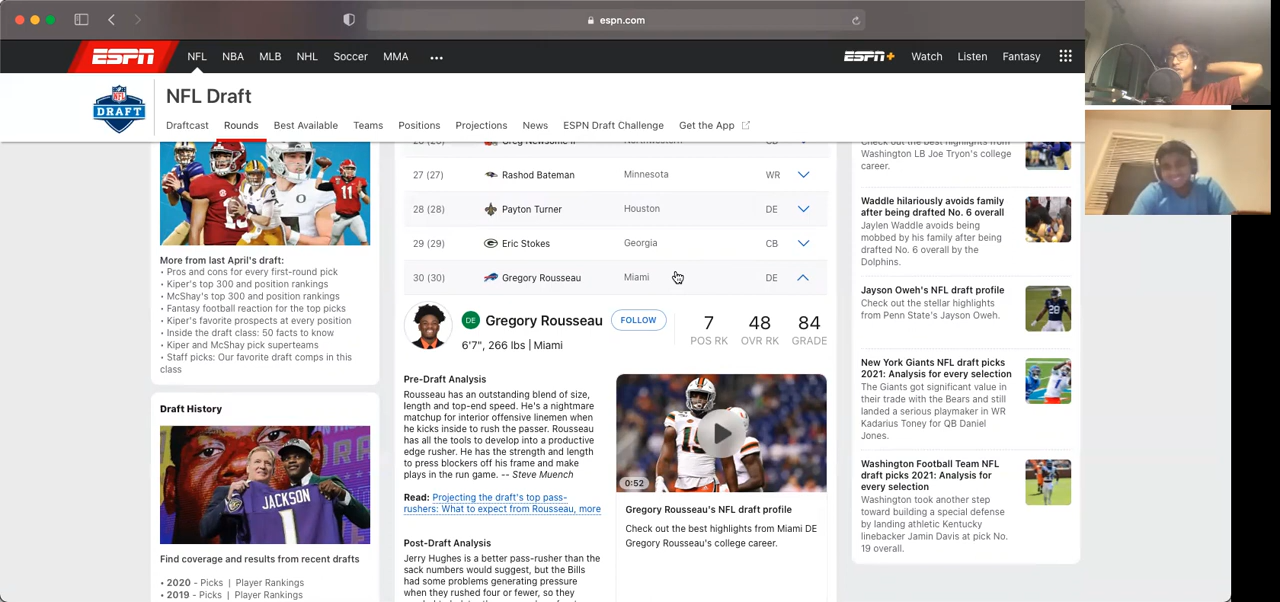 espn.com
ESPN NFL NBA MLB NHL Soccer MMA ... ESPN+ Watch Listen Fantasy
NFL DRAFT
NFL Draft
Draftcast Rounds Best Available Teams Positions Projections News ESPN Draft Challenge Get the App
More from last April's draft:
• Pros and cons for every first-round pick
• Kiper's top 300 and position rankings
• McShay's top 300 and position rankings
• Fantasy football reaction for the top picks
• Kiper's favorite prospects at every position
• Inside the draft class: 50 facts to know
• Kiper and McShay pick superteams
• Staff picks: Our favorite draft comps in this
class
Draft History
JACKSON
1
Find coverage and results from recent drafts
• 2020 - Picks | Player Rankings
• 2019 - Picks | Player Rankings
Greg Newsome II Northwestern CB
27 (27) Rashod Bateman Minnesota WR
28 (28) Payton Turner Houston DE
29 (29) Eric Stokes Georgia CB
30 (30) Gregory Rousseau Miami DE
DE Gregory Rousseau FOLLOW
6'7", 266 lbs | Miami
7 48 84
POS RK OVR RK GRADE
Pre-Draft Analysis
Rousseau has an outstanding blend of size,
length and top-end speed. He's a nightmare
matchup for interior offensive linemen when
he kicks inside to rush the passer. Rousseau
has all the tools to develop into a productive
edge rusher. He has the strength and length
to press blockers off his frame and make
plays in the run game. -- Steve Muench
Read: Projecting the draft's top pass-
rushers: What to expect from Rousseau, more
Post-Draft Analysis
Jerry Hughes is a better pass-rusher than the
sack numbers would suggest, but the Bills
had some problems generating pressure
when they rushed four or fewer, so they
0:52
Gregory Rousseau's NFL draft profile
Check out the best highlights from Miami DE
Gregory Rousseau's college career.
Check out the best highlights from
Washington LB Joe Tryon's college
career.
Waddle hilariously avoids family
after being drafted No. 6 overall
Jaylen Waddle avoids being
mobbed by his family after being
drafted No. 6 overall by the
Dolphins.
Jayson Oweh's NFL draft profile
Check out the stellar highlights
from Penn State's Jayson Oweh.
28
New York Giants NFL draft picks
2021: Analysis for every selection
The Giants got significant value in
their trade with the Bears and still
landed a serious playmaker in WR
Kadarius Toney for QB Daniel
Jones.
Washington Football Team NFL
draft picks 2021: Analysis for
every selection
Washington took another step
toward building a special defense
by landing athletic Kentucky
linebacker Jamin Davis at pick No.
19 overall.